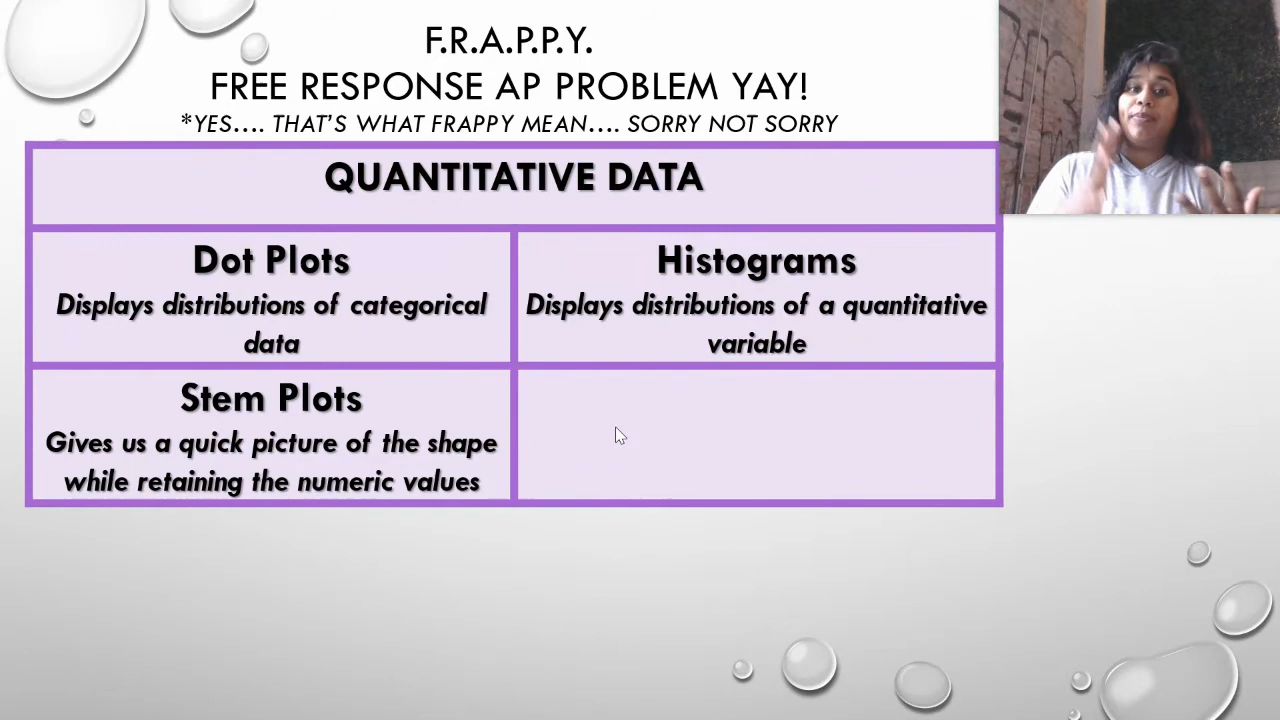 F.R.A.P.P.Y.
FREE RESPONSE AP PROBLEM YAY!
*YES.... THAT'S WHAT FRAPPY MEAN.... SORRY NOT SORRY
QUANTITATIVE DATA
Dot Plots
Displays distributions of categorical
data
Histograms
Displays distributions of a quantitative
variable
Stem Plots
Gives us a quick picture of the shape
while retaining the numeric values